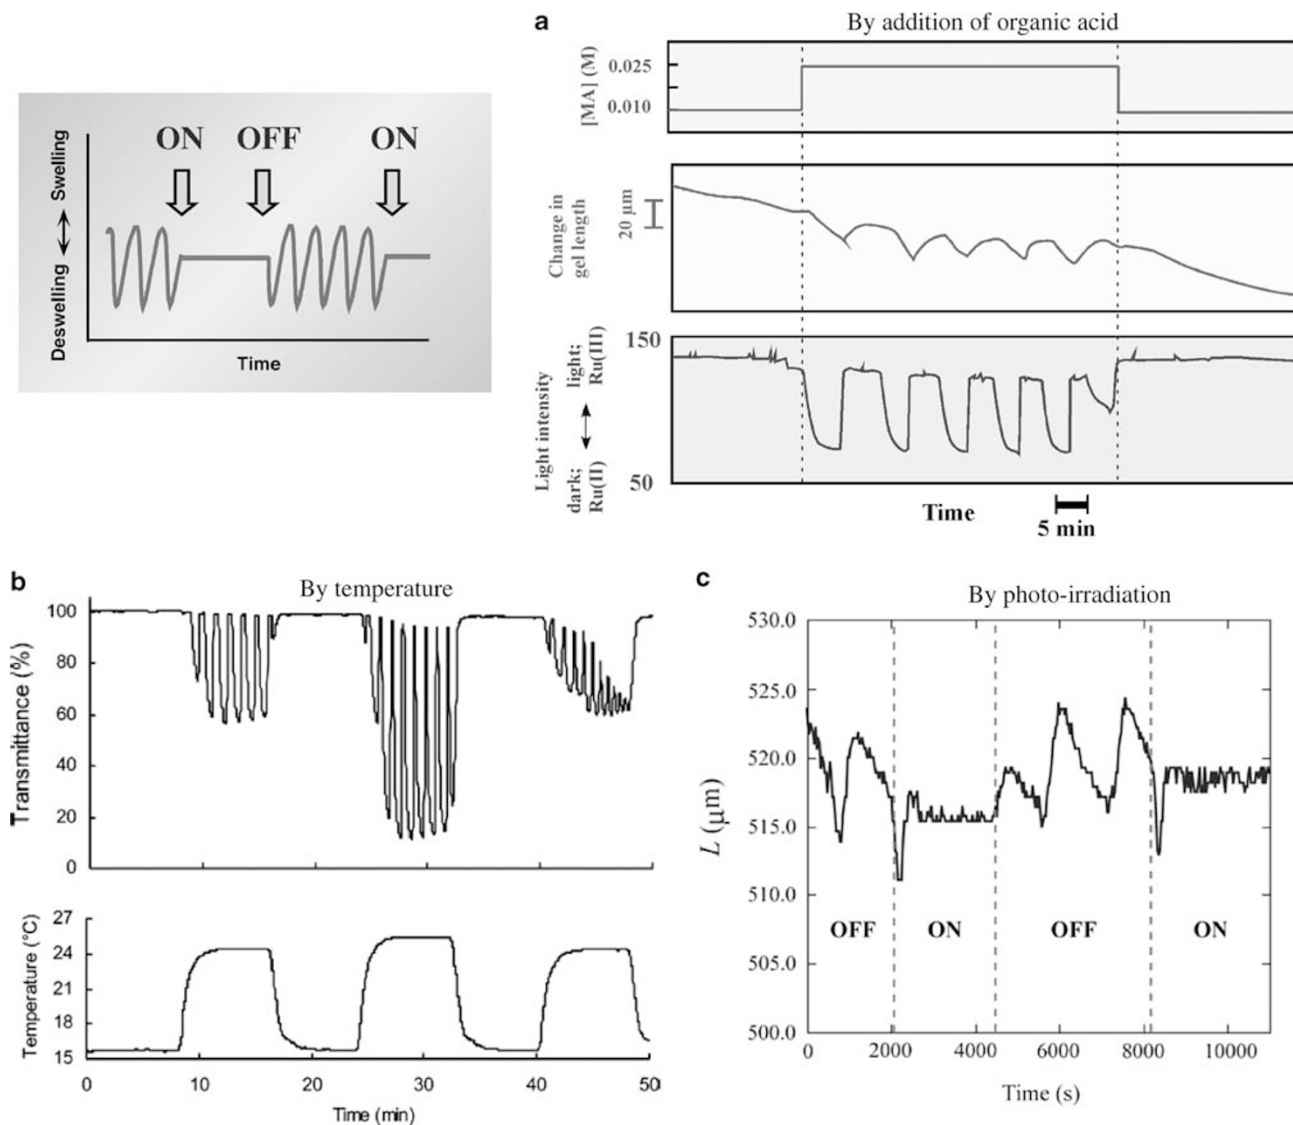 ON OFF ON
Deswelling ↔ Swelling
Time
a
By addition of organic acid
[MA] (M)
0.025
0.010
Change in
gel length
20 μm
Light intensity
dark; ↔ light;
Ru(II) Ru(III)
150
50
Time
5 min
b
By temperature
Transmittance (%)
100
80
60
40
20
0
Temperature (°C)
27
24
21
18
15
0 10 20 30 40 50
Time (min)
c
By photo-irradiation
L (μm)
530.0
525.0
520.0
515.0
510.0
505.0
500.0
OFF ON OFF ON
0 2000 4000 6000 8000 10000
Time (s)